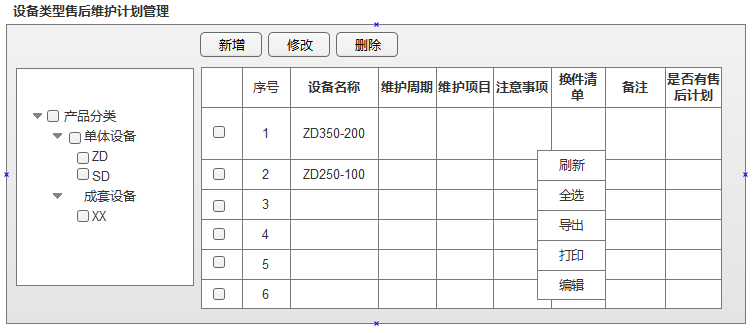 设备类型售后维护计划管理
新增 修改 删除
产品分类
单体设备
ZD
SD
成套设备
XX
序号 设备名称 维护周期 维护项目 注意事项 换件清单 备注 是否有售后计划
1 ZD350-200
2 ZD250-100
3
4
5
6
刷新
全选
导出
打印
编辑